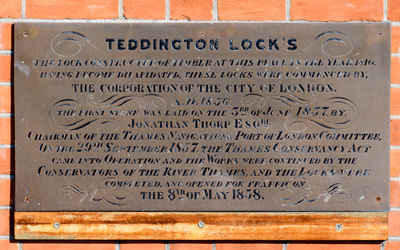 TEDDINGTON LOCK'S
THE LOCK CONSTRUCTED OF TIMBER AT THIS PLACE IN THE YEAR 1810.
HAVING BECOME DILAPIDATED, THESE LOCKS WERE COMMENCED BY,
THE CORPORATION OF THE CITY OF LONDON.
A.D. 1856
THE FIRST STONE WAS LAID ON THE 3RD OF JUNE 1857. BY,
JONATHAN THORP ESQRE
CHAIRMAN OF THE THAMES NAVIGATION & PORT OF LONDON COMMITTEE,
ON THE 29TH SEPTEMBER 1857. THE THAMES CONSERVANCY ACT
CAME INTO OPERATION AND THE WORKS WERE CONTINUED BY THE
CONSERVATORS OF THE RIVER THAMES, AND THE LOCKS WERE
COMPLETED, AND OPENED FOR TRAFFIC ON
THE 8TH OF MAY 1858.